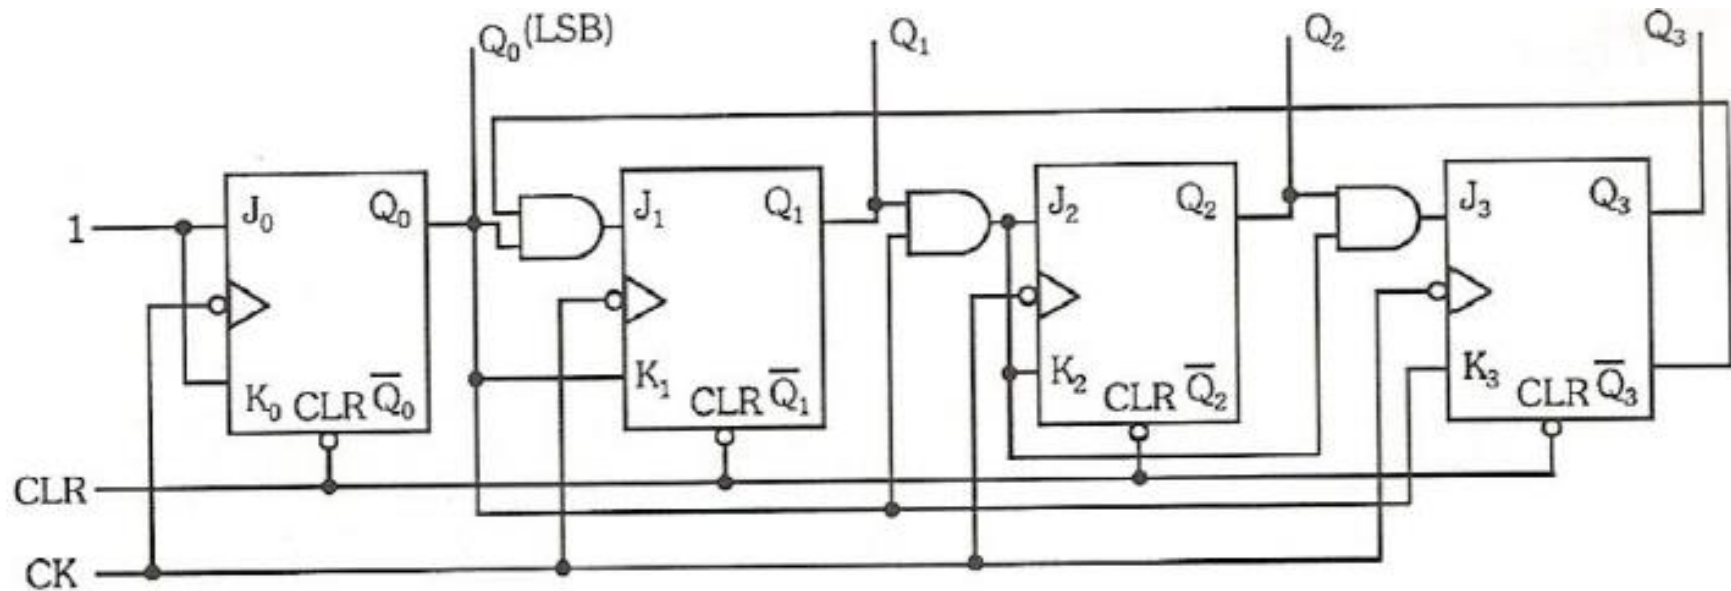 Q₀ (LSB) Q₁ Q₂ Q₃
1 J₀ Q₀ J₁ Q₁ J₂ Q₂ J₃ Q₃
K₀ CLR Q̅₀ K₁ CLR Q̅₁ K₂ CLR Q̅₂ K₃ CLR Q̅₃
CLR
CK